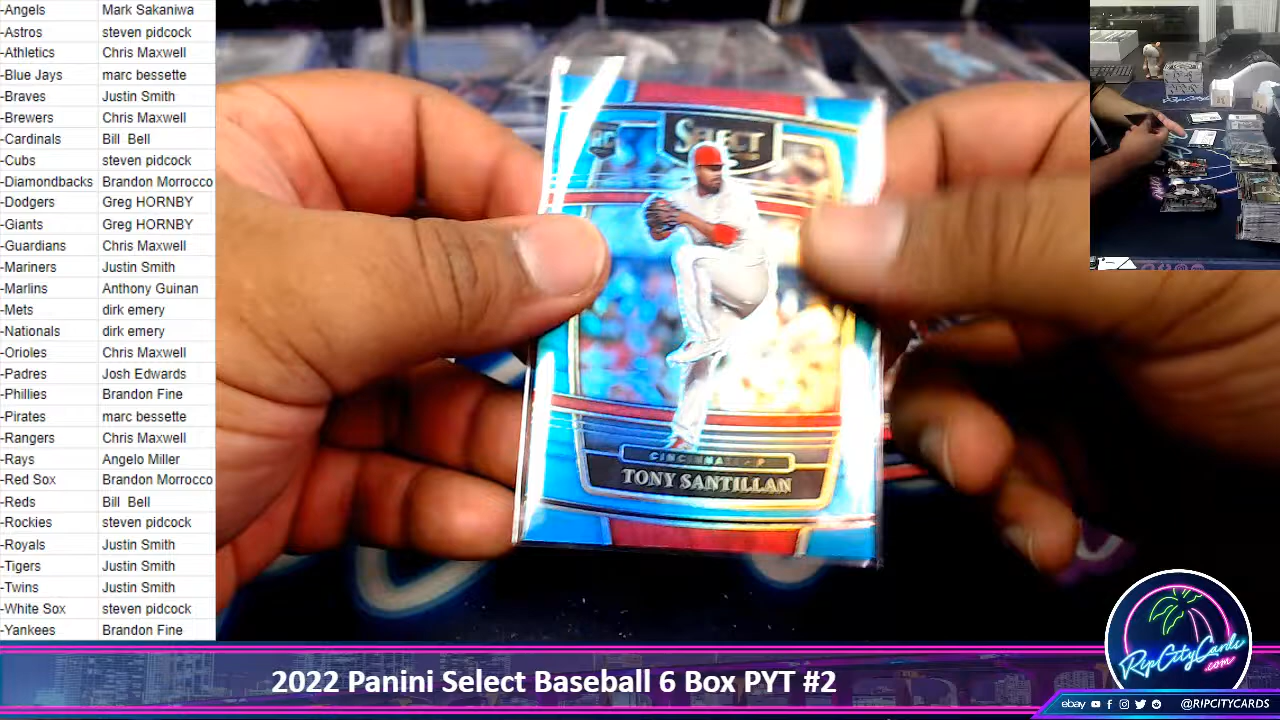 -Angels Mark Sakaniwa
-Astros steven pidcock
-Athletics Chris Maxwell
-Blue Jays marc bessette
-Braves Justin Smith
-Brewers Chris Maxwell
-Cardinals Bill Bell
-Cubs steven pidcock
-Diamondbacks Brandon Morrocco
-Dodgers Greg HORNBY
-Giants Greg HORNBY
-Guardians Chris Maxwell
-Mariners Justin Smith
-Marlins Anthony Guinan
-Mets dirk emery
-Nationals dirk emery
-Orioles Chris Maxwell
-Padres Josh Edwards
-Phillies Brandon Fine
-Pirates marc bessette
-Rangers Chris Maxwell
-Rays Angelo Miller
-Red Sox Brandon Morrocco
-Reds Bill Bell
-Rockies steven pidcock
-Royals Justin Smith
-Tigers Justin Smith
-Twins Justin Smith
-White Sox steven pidcock
-Yankees Brandon Fine
SELECT
CINCINNATI - P
TONY SANTILLAN
RipCityCards
.com
2022 Panini Select Baseball 6 Box PYT #2
ebay @RIPCITYCARDS